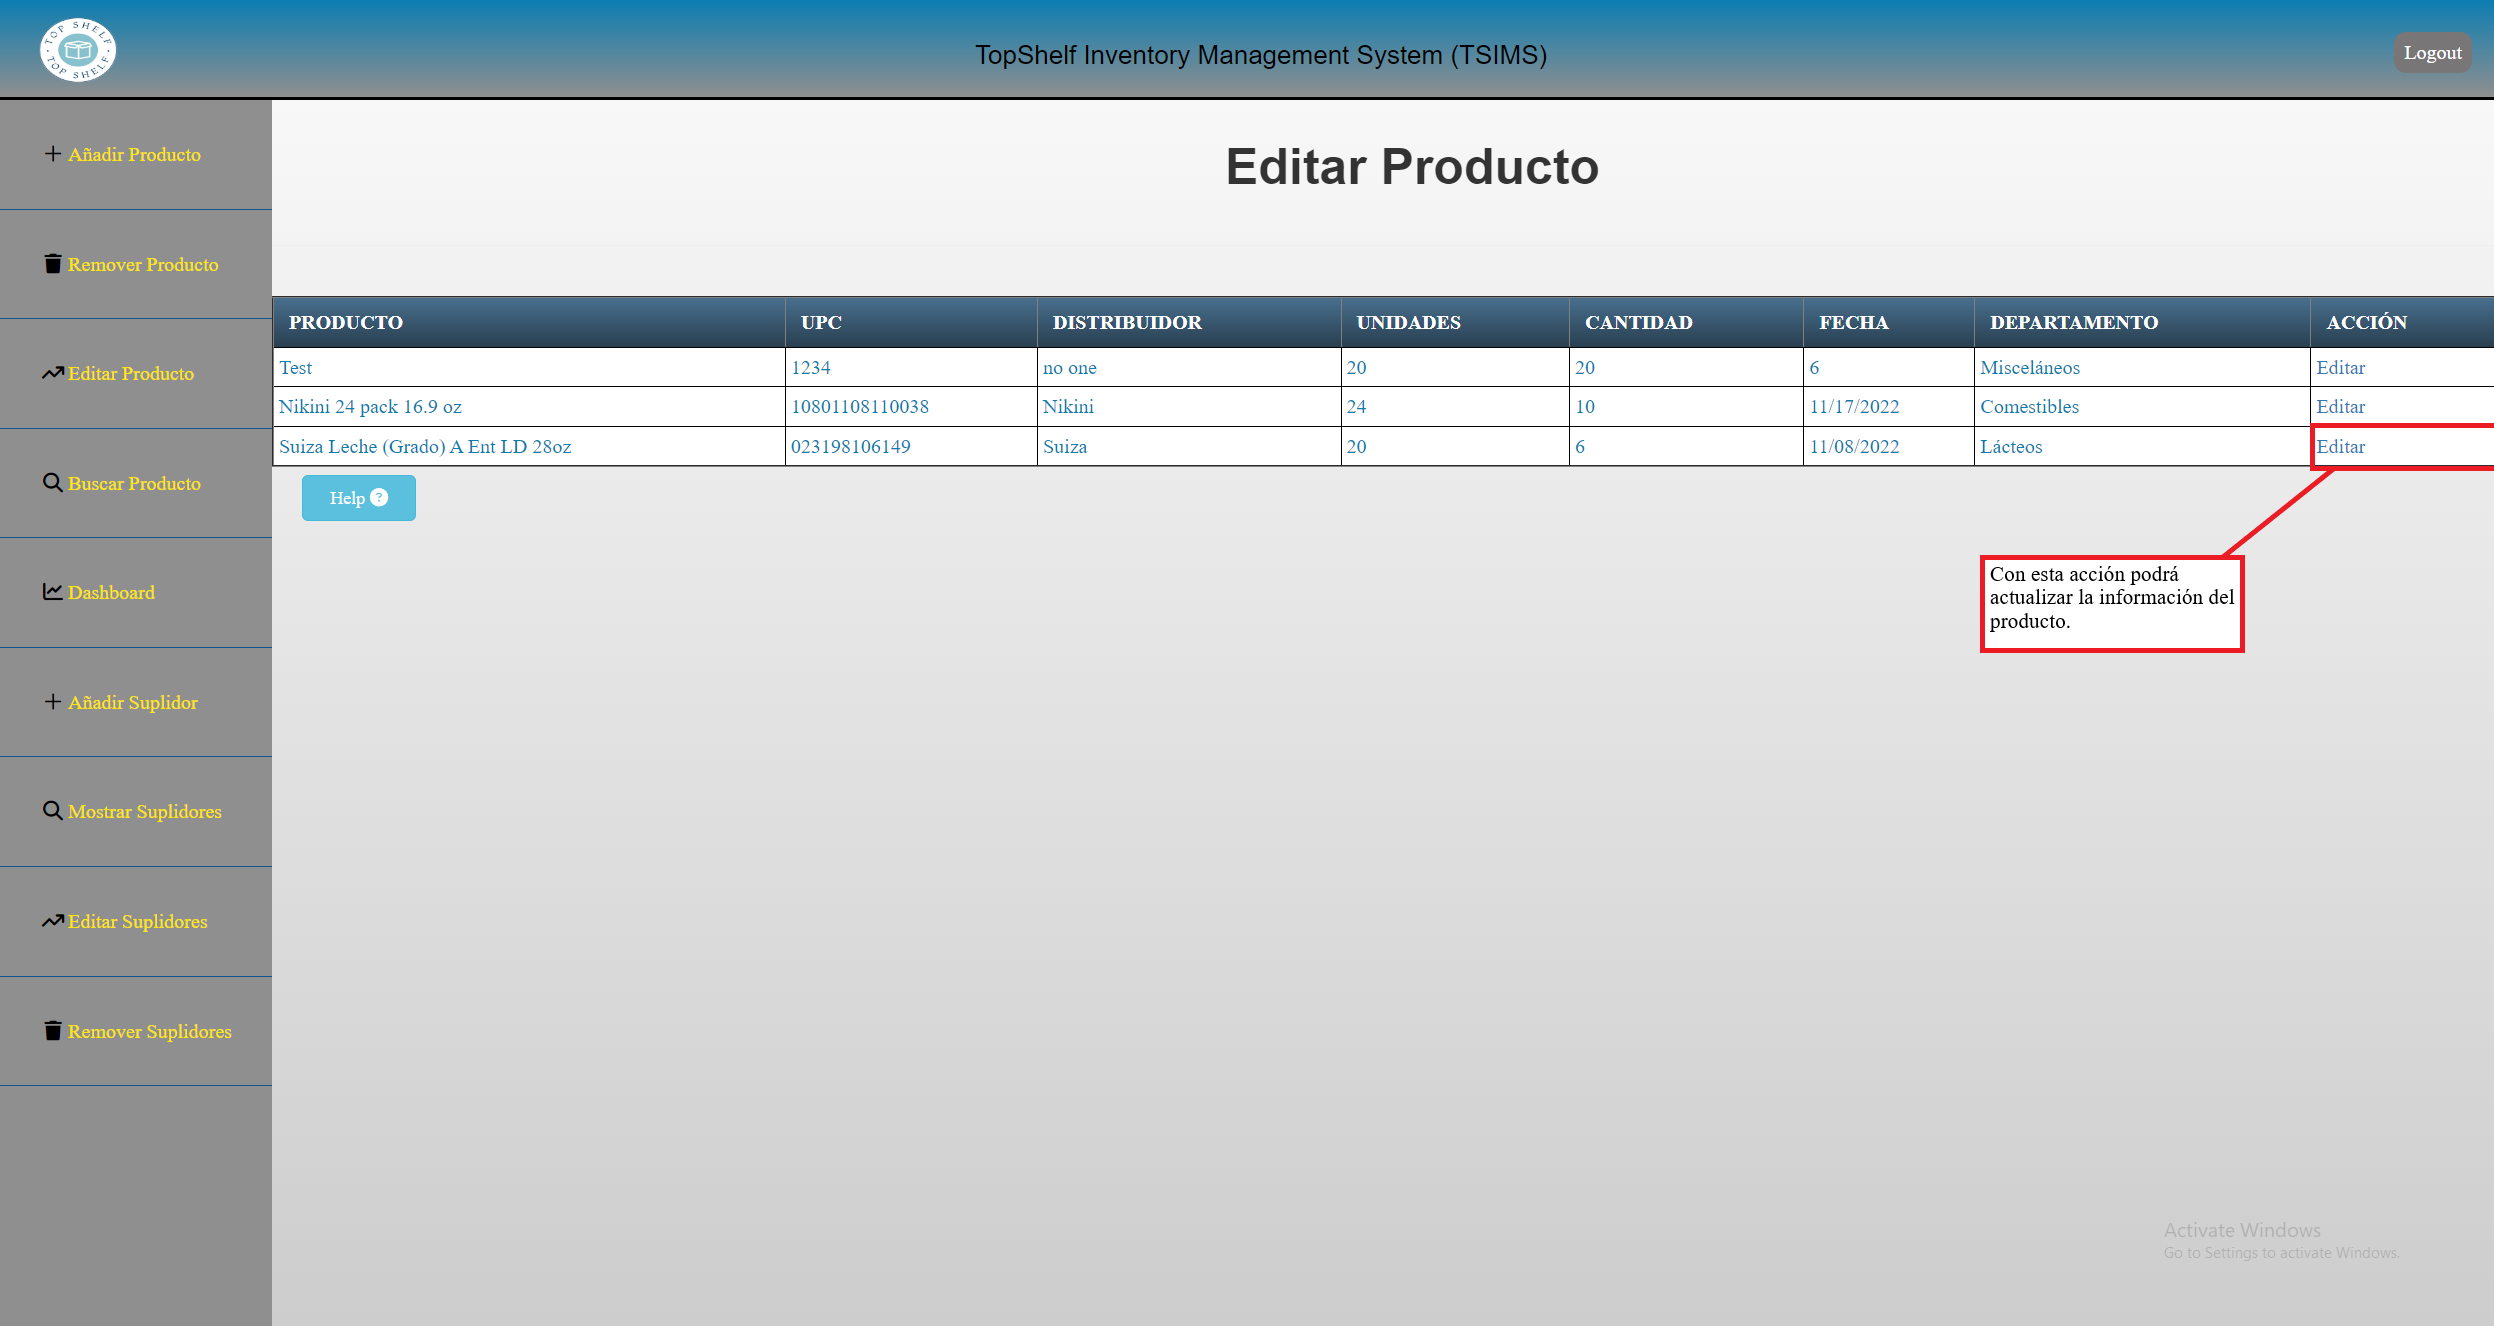 TOP SHELF
TOP SHELF
TopShelf Inventory Management System (TSIMS)
Logout
Añadir Producto
Remover Producto
Editar Producto
Buscar Producto
Dashboard
Añadir Suplidor
Mostrar Suplidores
Editar Suplidores
Remover Suplidores
Editar Producto
PRODUCTO UPC DISTRIBUIDOR UNIDADES CANTIDAD FECHA DEPARTAMENTO ACCIÓN
Test 1234 no one 20 20 6 Misceláneos Editar
Nikini 24 pack 16.9 oz 10801108110038 Nikini 24 10 11/17/2022 Comestibles Editar
Suiza Leche (Grado) A Ent LD 28oz 023198106149 Suiza 20 6 11/08/2022 Lácteos Editar
Help ?
Con esta acción podrá
actualizar la información del
producto.
Activate Windows
Go to Settings to activate Windows.